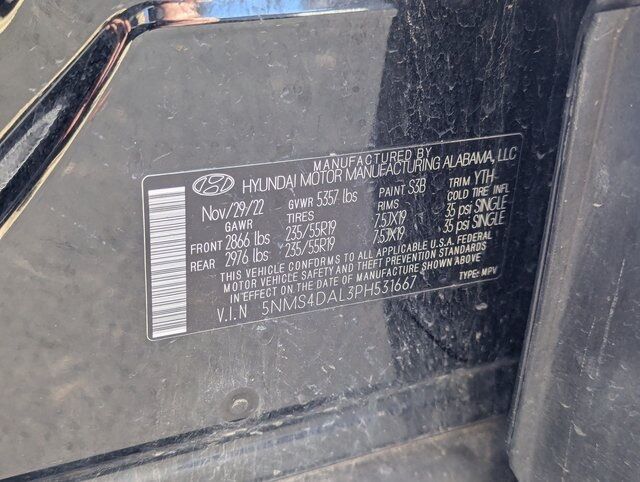 MANUFACTURED BY
HYUNDAI MOTOR MANUFACTURING ALABAMA, LLC
Nov/29/22 GVWR 5357 lbs PAINT S3B TRIM YTH-
GAWR TIRES RIMS COLD TIRE INFL
FRONT 2866 lbs 235/55R19 7.5JX19 35 psi SINGLE
REAR 2976 lbs 235/55R19 7.5JX19 35 psi SINGLE
THIS VEHICLE CONFORMS TO ALL APPLICABLE U.S.A. FEDERAL
MOTOR VEHICLE SAFETY AND THEFT PREVENTION STANDARDS
IN EFFECT ON THE DATE OF MANUFACTURE SHOWN ABOVE
V.I.N 5NMS4DAL3PH531667 TYPE: MPV